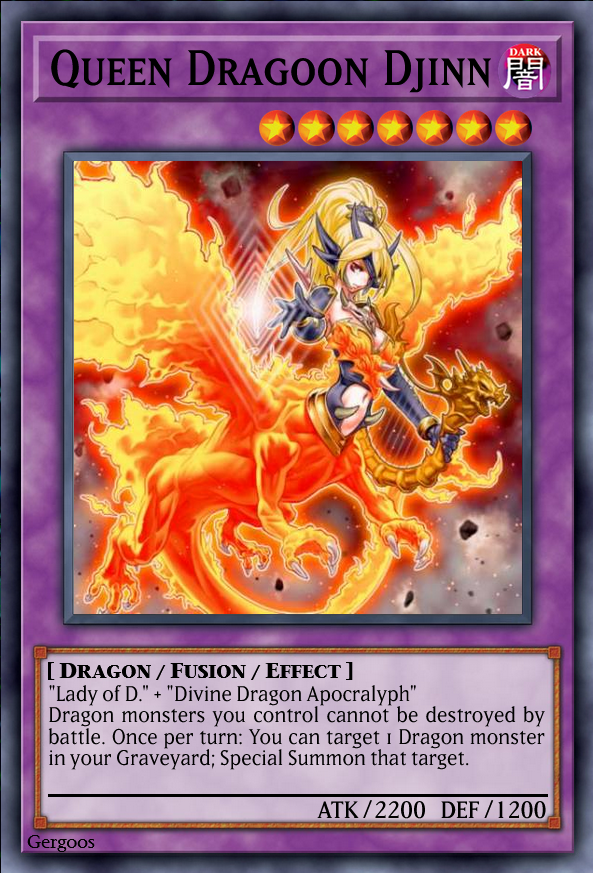 Queen Dragoon Djinn
DARK
闇
[ Dragon / Fusion / Effect ]
"Lady of D." + "Divine Dragon Apocralyph"
Dragon monsters you control cannot be destroyed by
battle. Once per turn: You can target 1 Dragon monster
in your Graveyard; Special Summon that target.
ATK / 2200 DEF / 1200
Gergoos